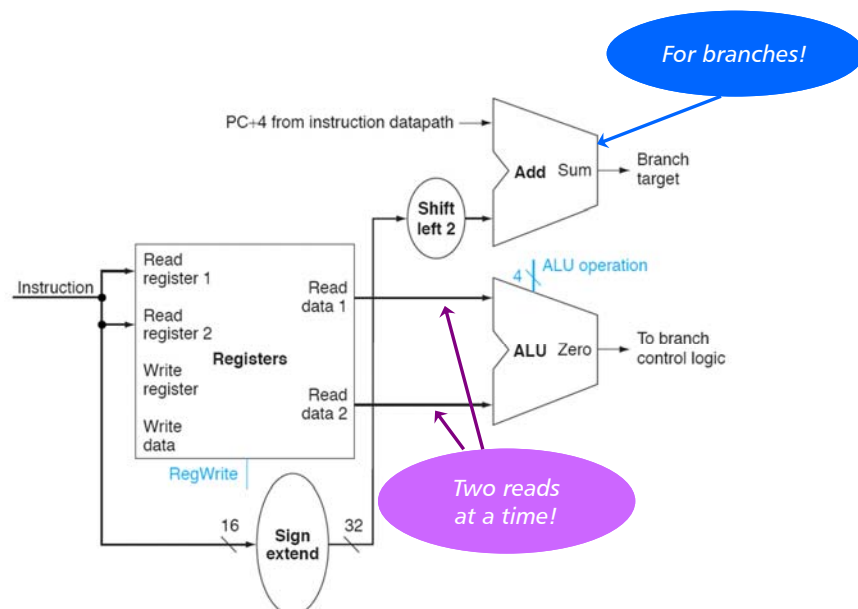 For branches!
PC+4 from instruction datapath
Add
Sum
Branch
target
Shift
left 2
ALU operation
4
Instruction
Read
register 1
Read
register 2
Write
register
Write
data
Registers
Read
data 1
Read
data 2
ALU
Zero
To branch
control logic
RegWrite
Two reads
at a time!
16
Sign
extend
32